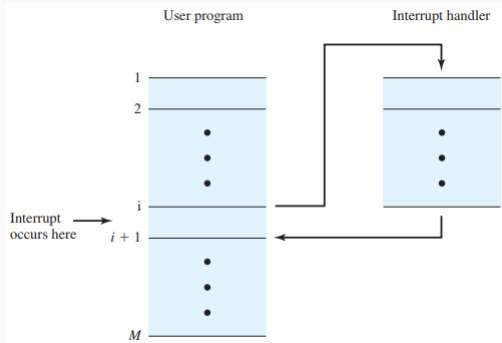 User program
Interrupt handler
1
2
i
Interrupt
occurs here
i + 1
M